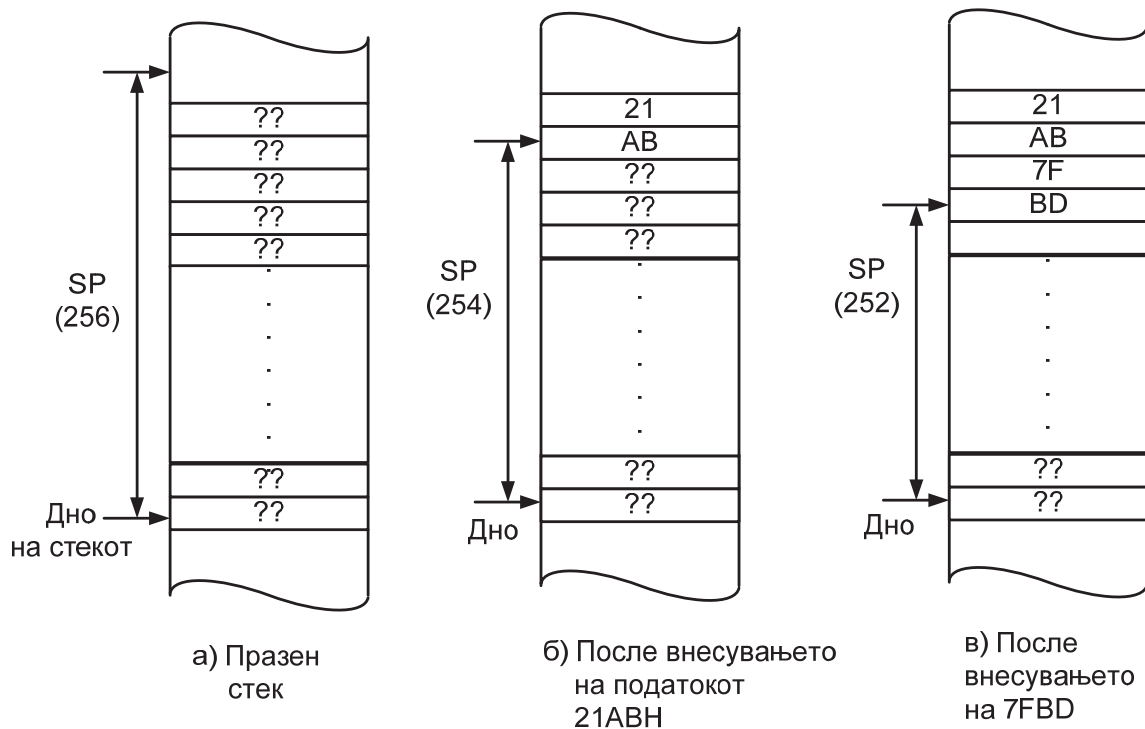 ??
??
??
??
??
SP
(256)
??
??
Дно
на стекот
а) Празен
стек
21
AB
??
??
??
SP
(254)
??
??
Дно
б) После внесувањето
на податокот
21ABH
21
AB
7F
BD
SP
(252)
??
??
Дно
в) После
внесувањето
на 7FBD